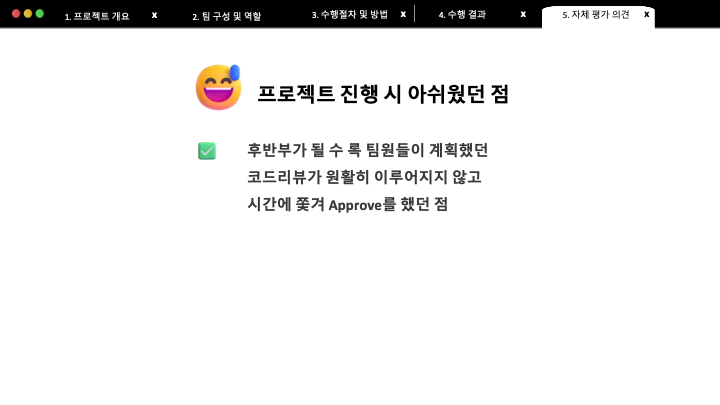 1. 프로젝트 개요 x 2. 팀 구성 및 역할 3. 수행절차 및 방법 x 4. 수행 결과 x 5. 자체 평가 의견 x
프로젝트 진행 시 아쉬웠던 점
후반부가 될 수 록 팀원들이 계획했던
코드리뷰가 원활히 이루어지지 않고
시간에 쫓겨 Approve를 했던 점